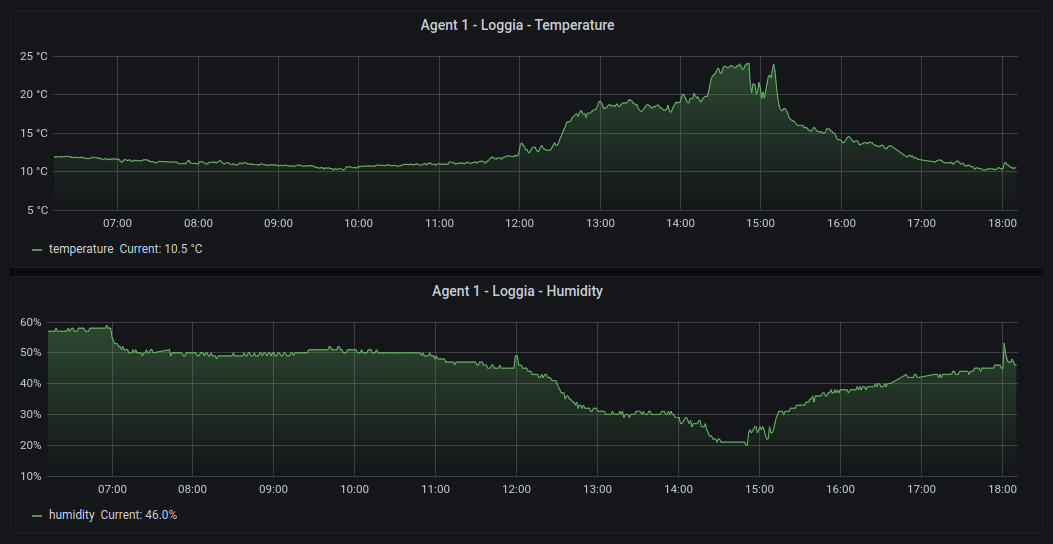 Agent 1 - Loggia - Temperature
25 °C
20 °C
15 °C
10 °C
5 °C
07:00 08:00 09:00 10:00 11:00 12:00 13:00 14:00 15:00 16:00 17:00 18:00
temperature Current: 10.5 °C
Agent 1 - Loggia - Humidity
60%
50%
40%
30%
20%
10%
07:00 08:00 09:00 10:00 11:00 12:00 13:00 14:00 15:00 16:00 17:00 18:00
humidity Current: 46.0%